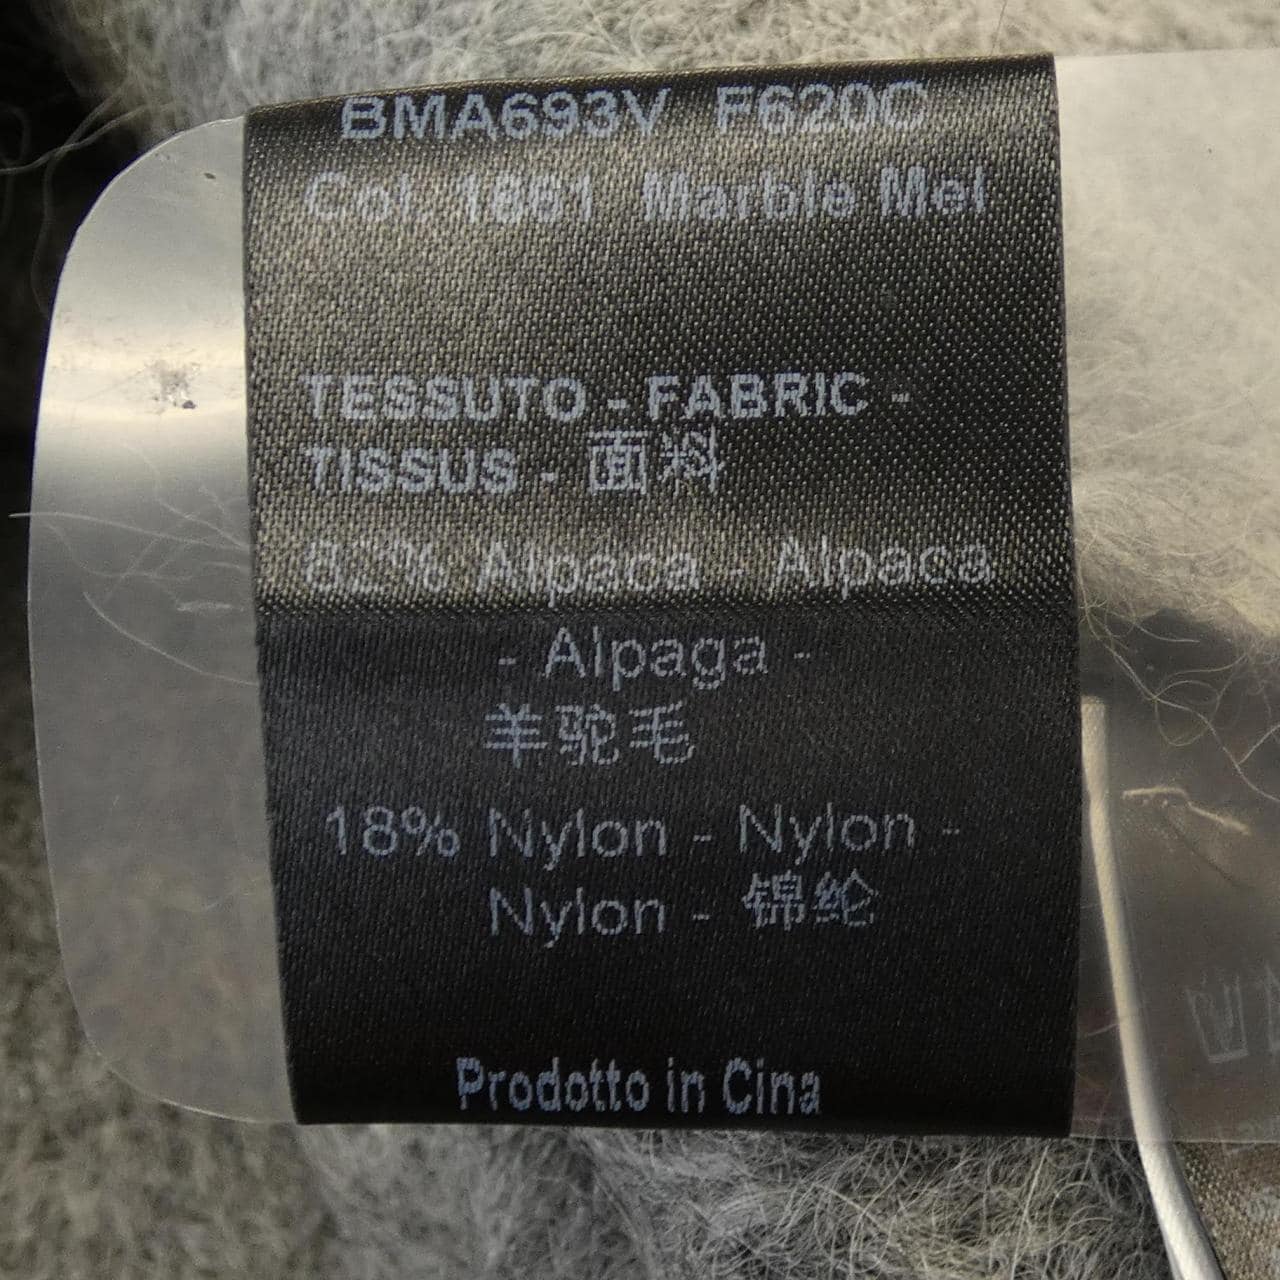 BMA693V F620C
Col. 1661 Marble Mel
TESSUTO - FABRIC -
TISSUS - 面料
82% Alpaca - Alpaca
- Alpaga -
羊驼毛
18% Nylon - Nylon -
Nylon - 锦纶
Prodotto in Cina